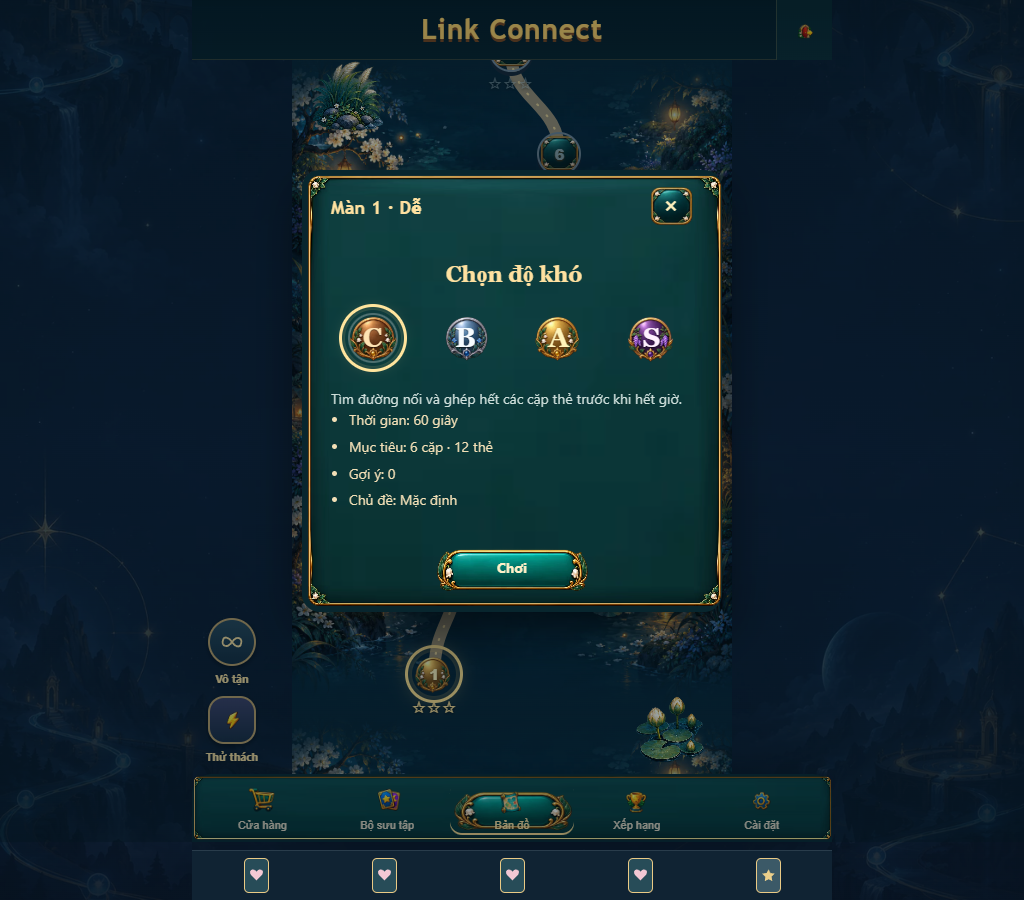 Link Connect
6
Màn 1 · Dễ
Chọn độ khó
C B A S
Tìm đường nối và ghép hết các cặp thẻ trước khi hết giờ.
Thời gian: 60 giây
Mục tiêu: 6 cặp · 12 thẻ
Gợi ý: 0
Chủ đề: Mặc định
Chơi
Vô tận
1
Thử thách
Cửa hàng Bộ sưu tập Bản đồ Xếp hạng Cài đặt